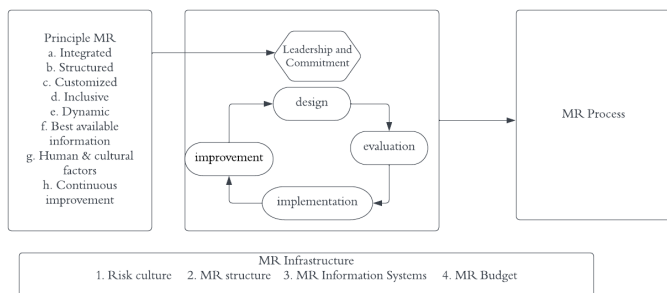 Principle MR
a. Integrated
b. Structured
c. Customized
d. Inclusive
e. Dynamic
f. Best available
information
g. Human & cultural
factors
h. Continuous
improvement
Leadership and
Commitment
design
evaluation
implementation
improvement
MR Process
MR Infrastructure
1. Risk culture 2. MR structure 3. MR Information Systems 4. MR Budget